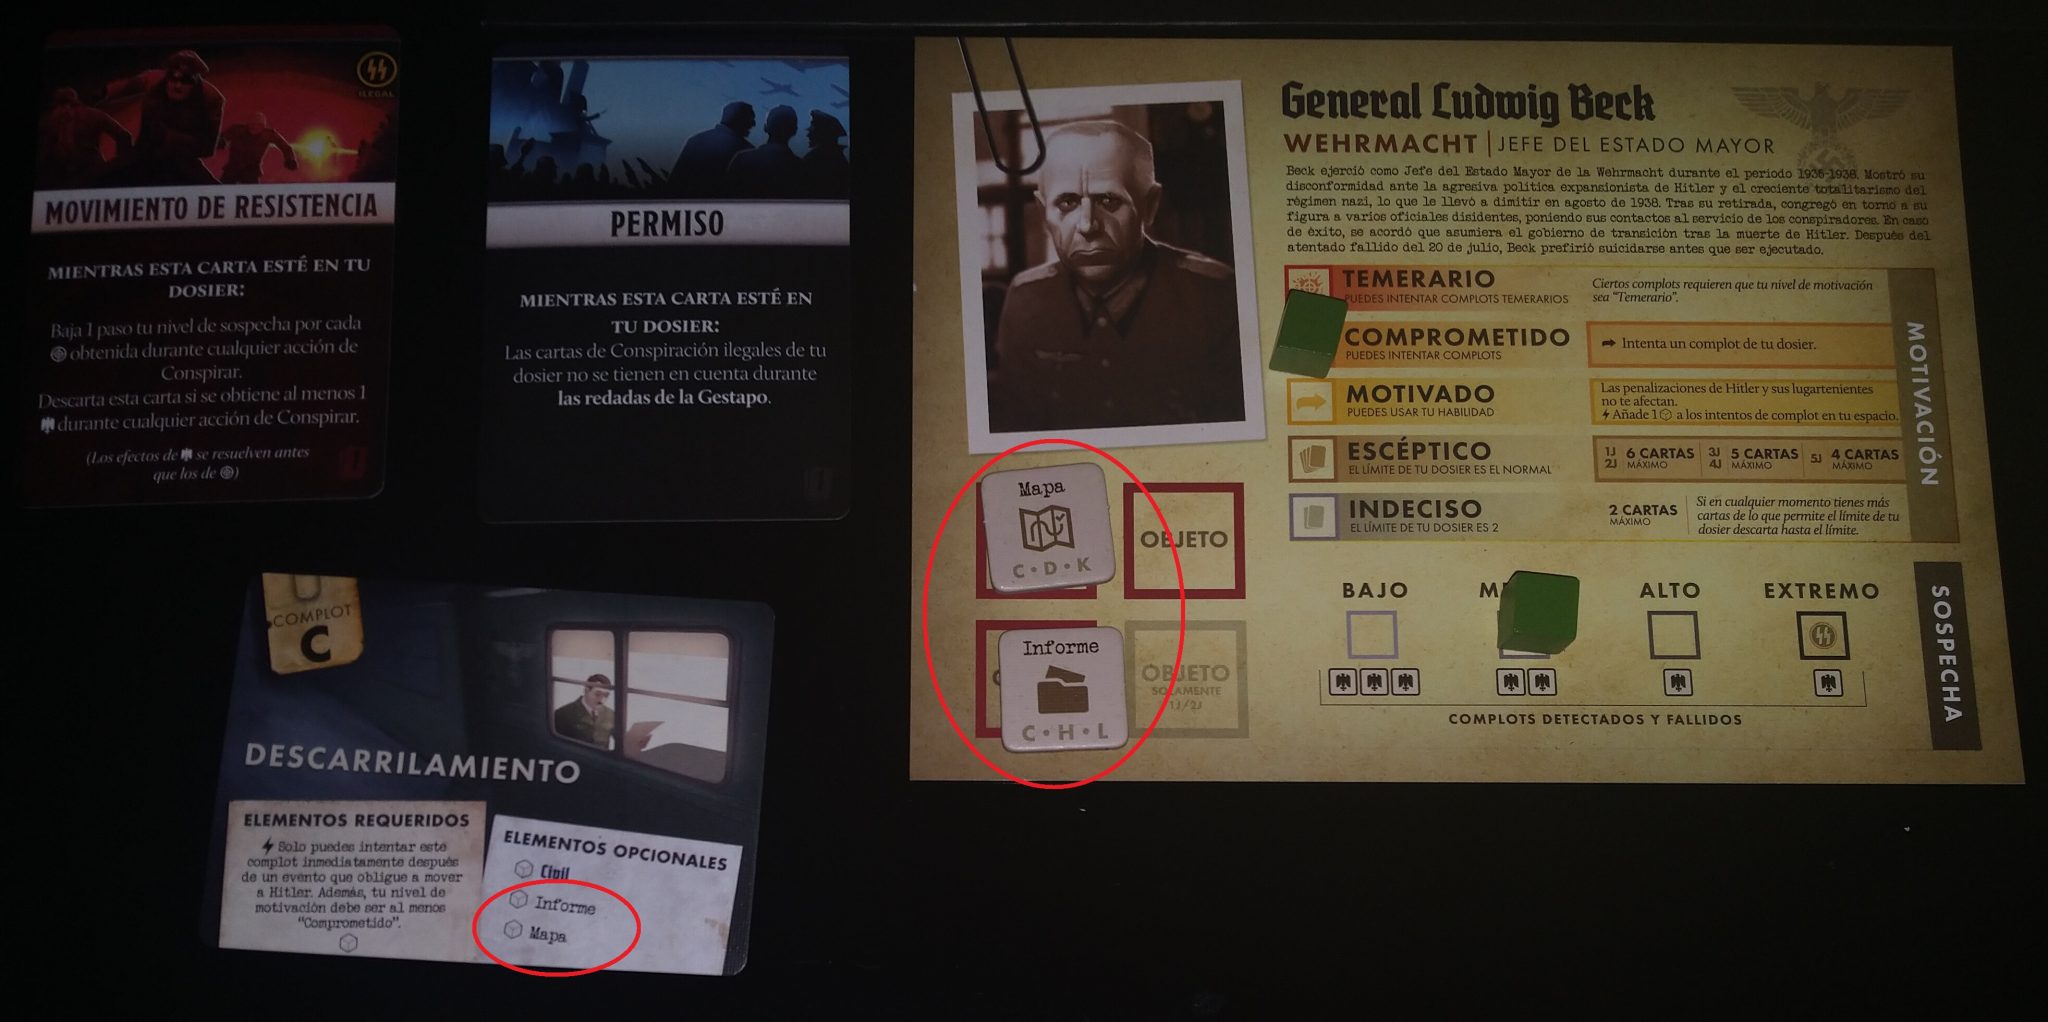 ILEGAL
MOVIMIENTO DE RESISTENCIA
MIENTRAS ESTA CARTA ESTÉ EN TU
DOSIER:
Baja 1 paso tu nivel de sospecha por cada
obtenida durante cualquier acción de
Conspirar.
Descarta esta carta si se obtiene al menos 1
durante cualquier acción de Conspirar.
(Los efectos de se resuelven antes
que los de )
PERMISO
MIENTRAS ESTA CARTA ESTÉ EN
TU DOSIER:
Las cartas de Conspiración ilegales de tu
dosier no se tienen en cuenta durante
las redadas de la Gestapo.
COMPLOT
C
DESCARRILAMIENTO
ELEMENTOS REQUERIDOS
Solo puedes intentar este
complot inmediatamente después
de un evento que obligue a mover
a Hitler. Además, tu nivel de
motivación debe ser al menos
“Comprometido”.
ELEMENTOS OPCIONALES
Civil
Informe
Mapa
General Ludwig Beck
WEHRMACHT | JEFE DEL ESTADO MAYOR
Beck ejerció como Jefe del Estado Mayor de la Wehrmacht durante el periodo 1935-1938. Mostró su
disconformidad ante la agresiva política expansionista de Hitler y el creciente totalitarismo del
régimen nazi, lo que le llevó a dimitir en agosto de 1938. Tras su retirada, congregó en torno a su
figura a varios oficiales disidentes, poniendo sus contactos al servicio de los conspiradores. En caso
de éxito, se acordó que asumiera el gobierno de transición tras la muerte de Hitler. Después del
atentado fallido del 20 de julio, Beck prefirió suicidarse antes que ser ejecutado.
TEMERARIO
PUEDES INTENTAR COMPLOTS TEMERARIOS
Ciertos complots requieren que tu nivel de motivación
sea “Temerario”.
COMPROMETIDO
PUEDES INTENTAR COMPLOTS
Intenta un complot de tu dosier.
MOTIVADO
PUEDES USAR TU HABILIDAD
Las penalizaciones de Hitler y sus lugartenientes
no te afectan.
Añade 1 a los intentos de complot en tu espacio.
ESCÉPTICO
EL LÍMITE DE TU DOSIER ES EL NORMAL
1J
2J
6 CARTAS
MÁXIMO
3J
4J
5 CARTAS
MÁXIMO
5J
4 CARTAS
MÁXIMO
INDECISO
EL LÍMITE DE TU DOSIER ES 2
2 CARTAS
MÁXIMO
Si en cualquier momento tienes más
cartas de lo que permite el límite de tu
dosier descarta hasta el límite.
MOTIVACIÓN
Mapa
C • D • K
OBJETO
Informe
C • H • L
OBJETO
SOLAMENTE
1J/2J
BAJO
ALTO
EXTREMO
COMPLOTS DETECTADOS Y FALLIDOS
SOSPECHA